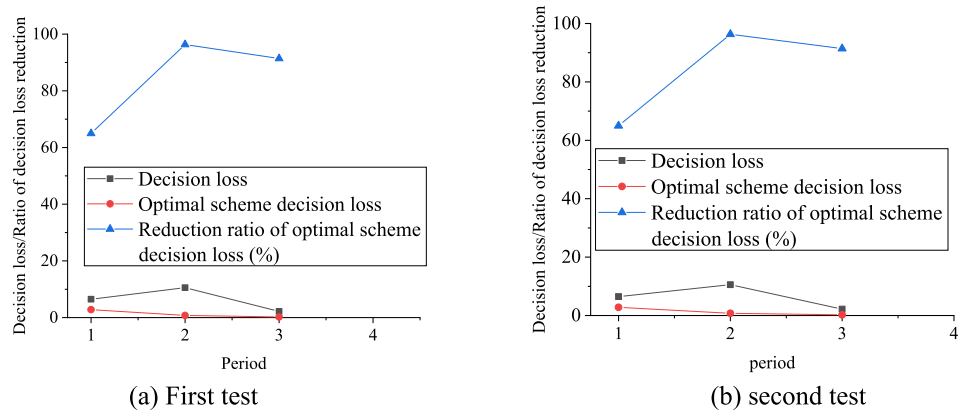 Decision loss/Ratio of decision loss reduction
100
80
60
40
20
0
Decision loss
Optimal scheme decision loss
Reduction ratio of optimal scheme
decision loss (%)
1 2 3 4
Period
(a) First test
Decision loss/Ratio of decision loss reduction
100
80
60
40
20
0
Decision loss
Optimal scheme decision loss
Reduction ratio of optimal scheme
decision loss (%)
1 2 3 4
period
(b) second test